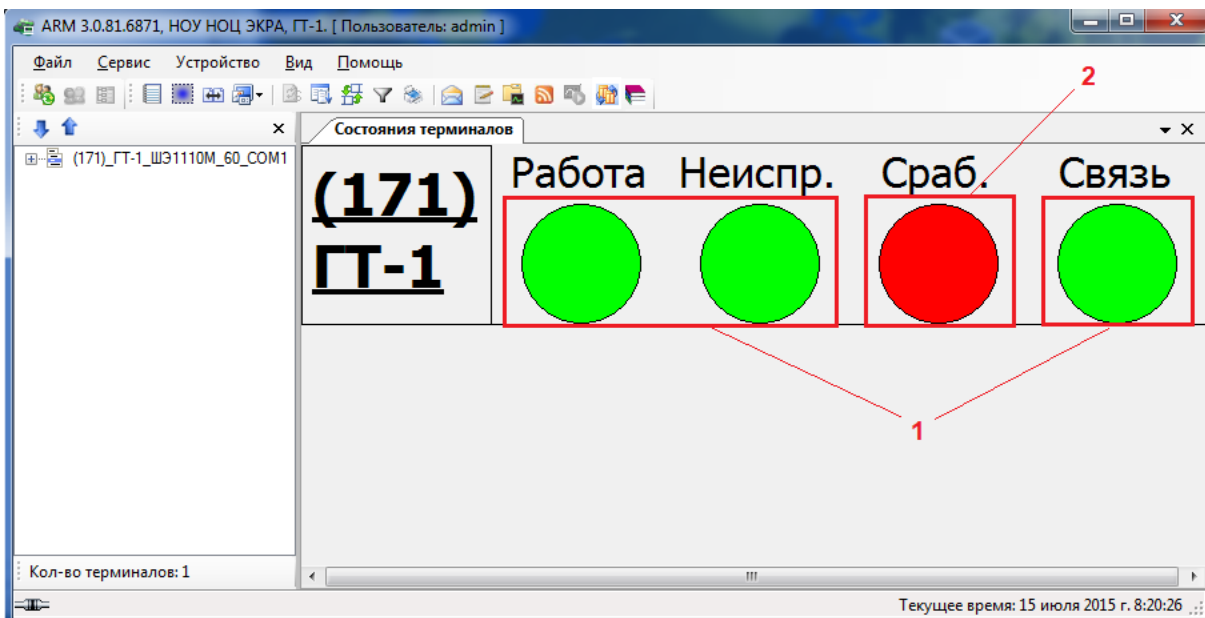 ARM 3.0.81.6871, НОУ НОЦ ЭКРА, ГТ-1. [ Пользователь: admin ]
Файл Сервис Устройство Вид Помощь
2
Состояния терминалов
(171)_ГТ-1_ШЭ1110М_60_COM1
(171)
ГТ-1
Работа Неиспр. Сраб. Связь
1
Кол-во терминалов: 1
Текущее время: 15 июля 2015 г. 8:20:26